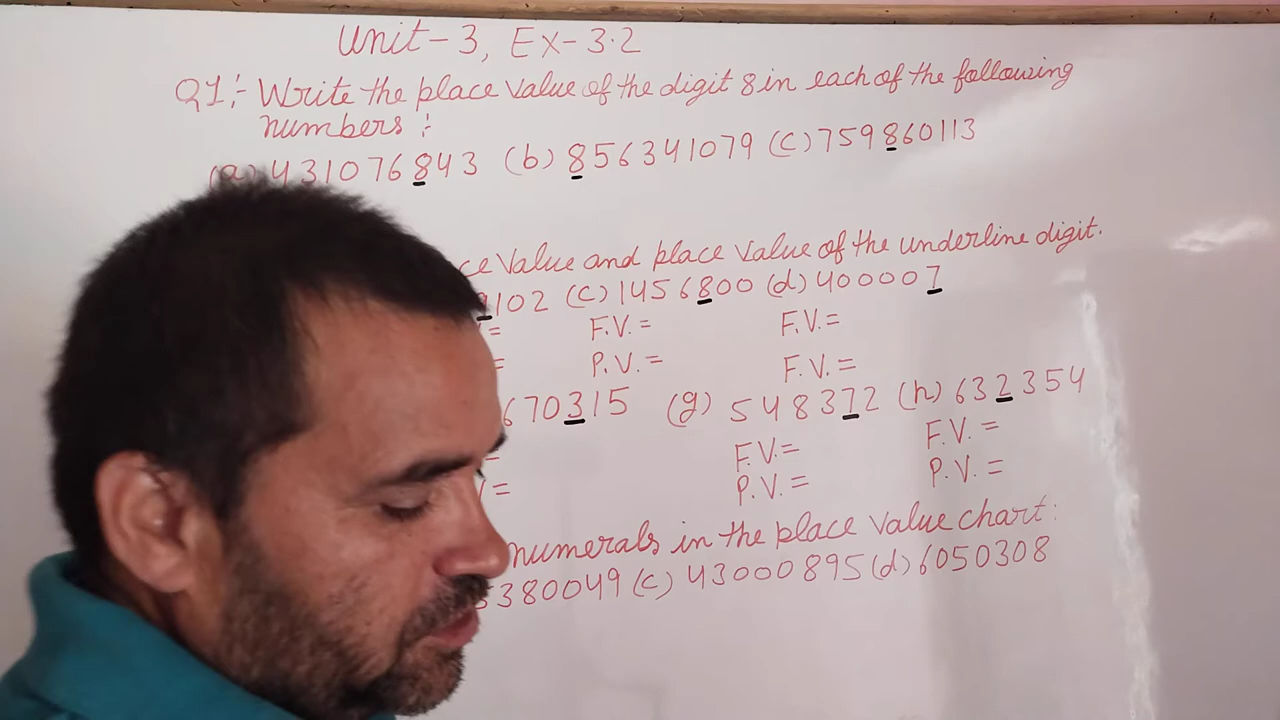 Unit-3, Ex-3.2
Q1:- Write the place value of the digit 8 in each of the following
numbers :
(a) 431076843 (b) 856341079 (c) 759860113
Value and place value of the underline digit.
102 (c) 1456800 (d) 400007
= F.V.= F.V.=
= P.V.= F.V.=
670315 (g) 548372 (h) 632354
= F.V.= F.V.=
= P.V.= P.V.=
numerals in the place value chart:
380049 (c) 43000895 (d) 6050308